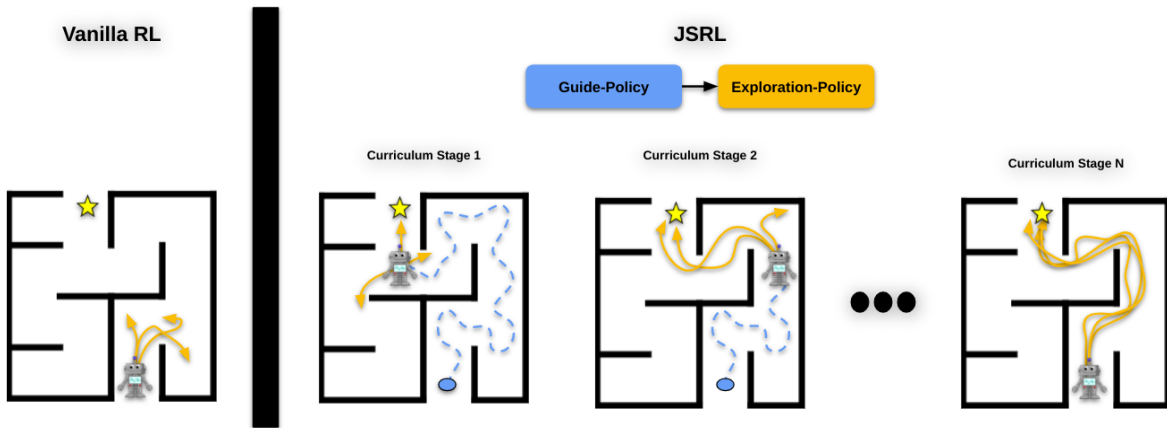 Vanilla RL
JSRL
Guide-Policy
Exploration-Policy
Curriculum Stage 1
Curriculum Stage 2
Curriculum Stage N